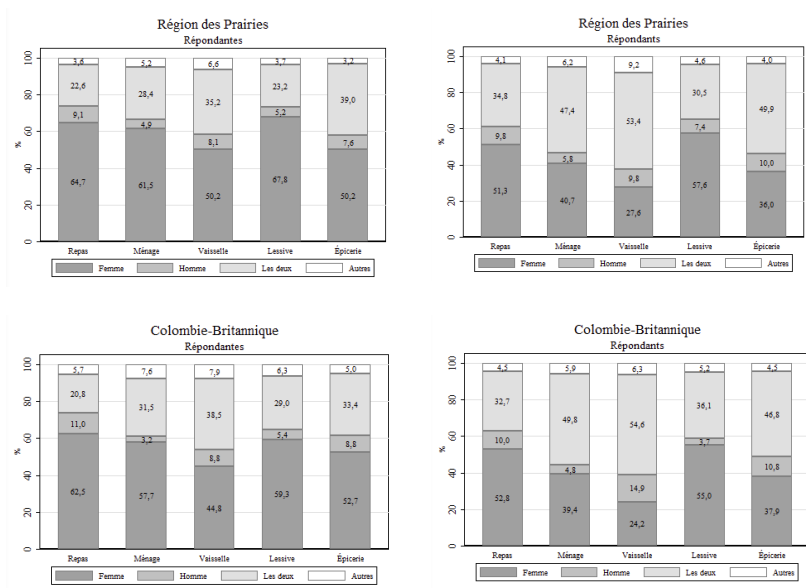 Région des Prairies
Répondantes
%
100
80
60
40
20
0
3,6 5,2 6,6 3,7 3,2
22,6 28,4 35,2 23,2 39,0
9,1 4,9 8,1 5,2 7,6
64,7 61,5 50,2 67,8 50,2
Repas Ménage Vaisselle Lessive Épicerie
Femme Homme Les deux Autres
Région des Prairies
Répondants
%
100
80
60
40
20
0
4,1 6,2 9,2 4,6 4,0
34,8 47,4 53,4 30,5 49,9
9,8 5,8 9,8 7,4 10,0
51,3 40,7 27,6 57,6 36,0
Repas Ménage Vaisselle Lessive Épicerie
Femme Homme Les deux Autres
Colombie-Britannique
Répondantes
%
100
80
60
40
20
0
5,7 7,6 7,9 6,3 5,0
20,8 31,5 38,5 29,0 33,4
11,0 3,2 8,8 5,4 8,8
62,5 57,7 44,8 59,3 52,7
Repas Ménage Vaisselle Lessive Épicerie
Femme Homme Les deux Autres
Colombie-Britannique
Répondants
%
100
80
60
40
20
0
4,5 5,9 6,3 5,2 4,5
32,7 49,8 54,6 36,1 46,8
10,0 4,8 14,9 3,7 10,8
52,8 39,4 24,2 55,0 37,9
Repas Ménage Vaisselle Lessive Épicerie
Femme Homme Les deux Autres